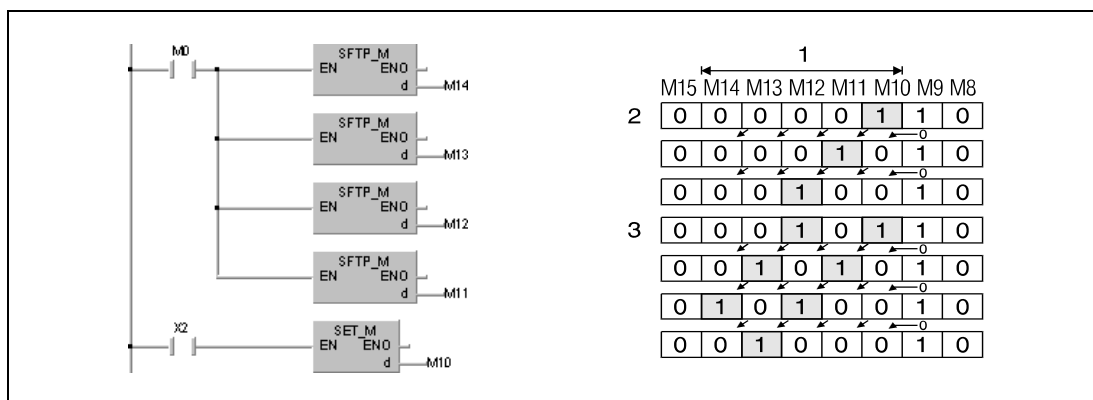 M0
SFTP_M
EN ENO
d M14
SFTP_M
EN ENO
d M13
SFTP_M
EN ENO
d M12
SFTP_M
EN ENO
d M11
X2
SET_M
EN ENO
d M10
1
M15 M14 M13 M12 M11 M10 M9 M8
2 0 0 0 0 0 1 1 0
0
0 0 0 0 1 0 1 0
0
0 0 0 1 0 0 1 0
3 0 0 0 1 0 1 1 0
0
0 0 1 0 1 0 1 0
0
0 1 0 1 0 0 1 0
0
0 0 1 0 0 0 1 0